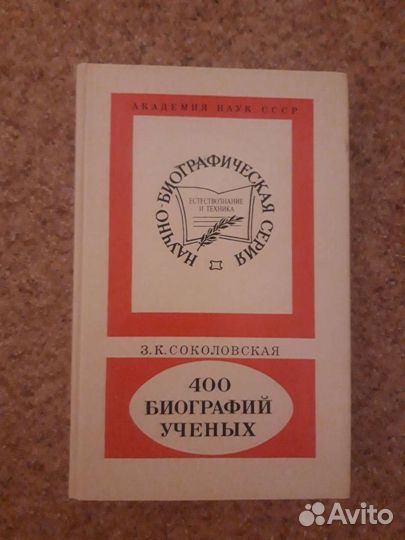 АКАДЕМИЯ НАУК СССР
НАУЧНО-БИОГРАФИЧЕСКАЯ СЕРИЯ
ЕСТЕСТВОЗНАНИЕ
И ТЕХНИКА
З.К.СОКОЛОВСКАЯ
400
БИОГРАФИЙ
УЧЕНЫХ
Avito